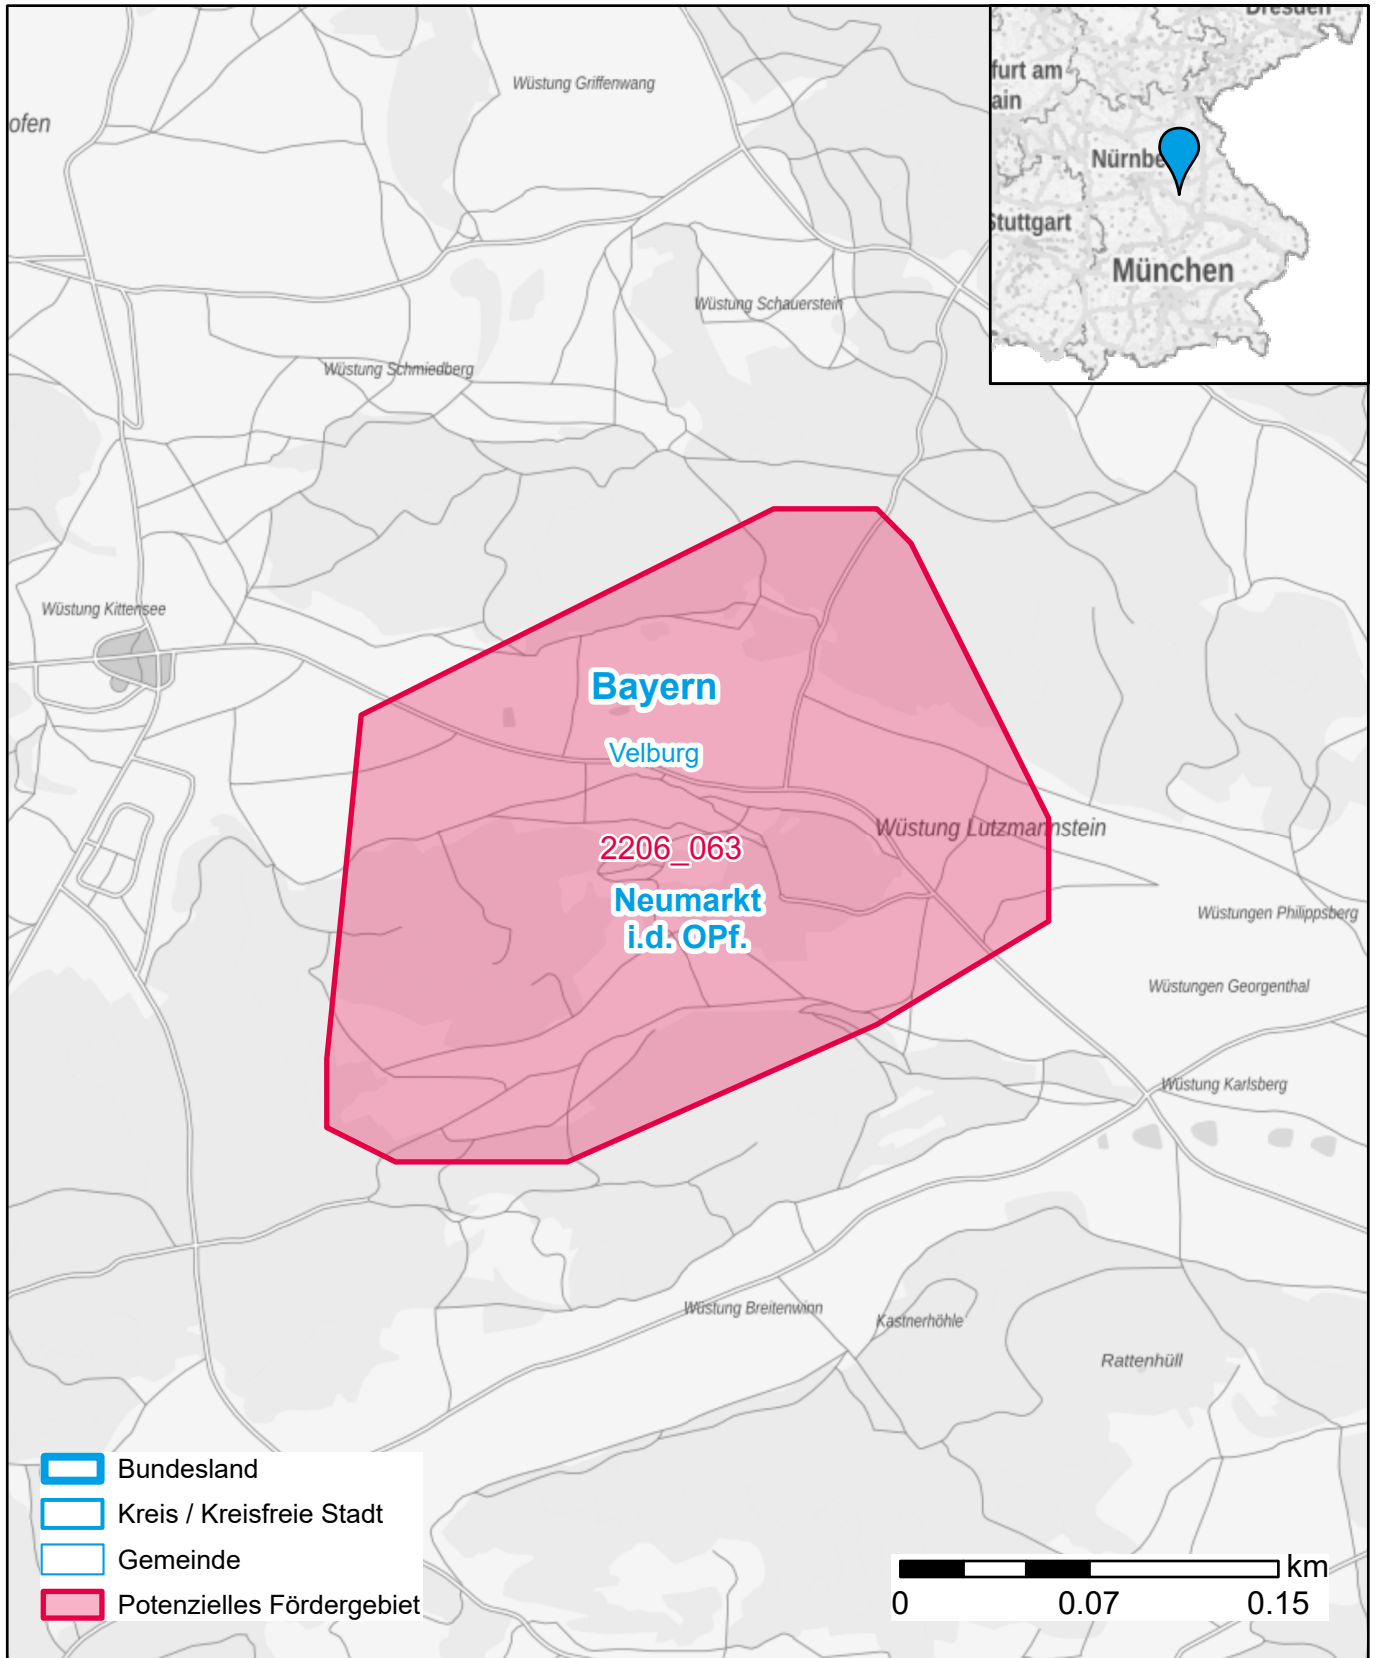 Dresden
furt am
ain
Nürnbe
Stuttgart
München
Wüstung Griffenwang
ofen
Wüstung Schauerstein
Wüstung Schmiedberg
Wüstung Kittensee
Bayern
Velburg
Wüstung Lutzmannstein
2206_063
Neumarkt
i.d. OPf.
Wüstungen Philippsberg
Wüstungen Georgenthal
Wüstung Karlsberg
Wüstung Breitenwinn
Kastnerhöhle
Rattenhüll
Bundesland
Kreis / Kreisfreie Stadt
Gemeinde
Potenzielles Fördergebiet
km
0 0.07 0.15